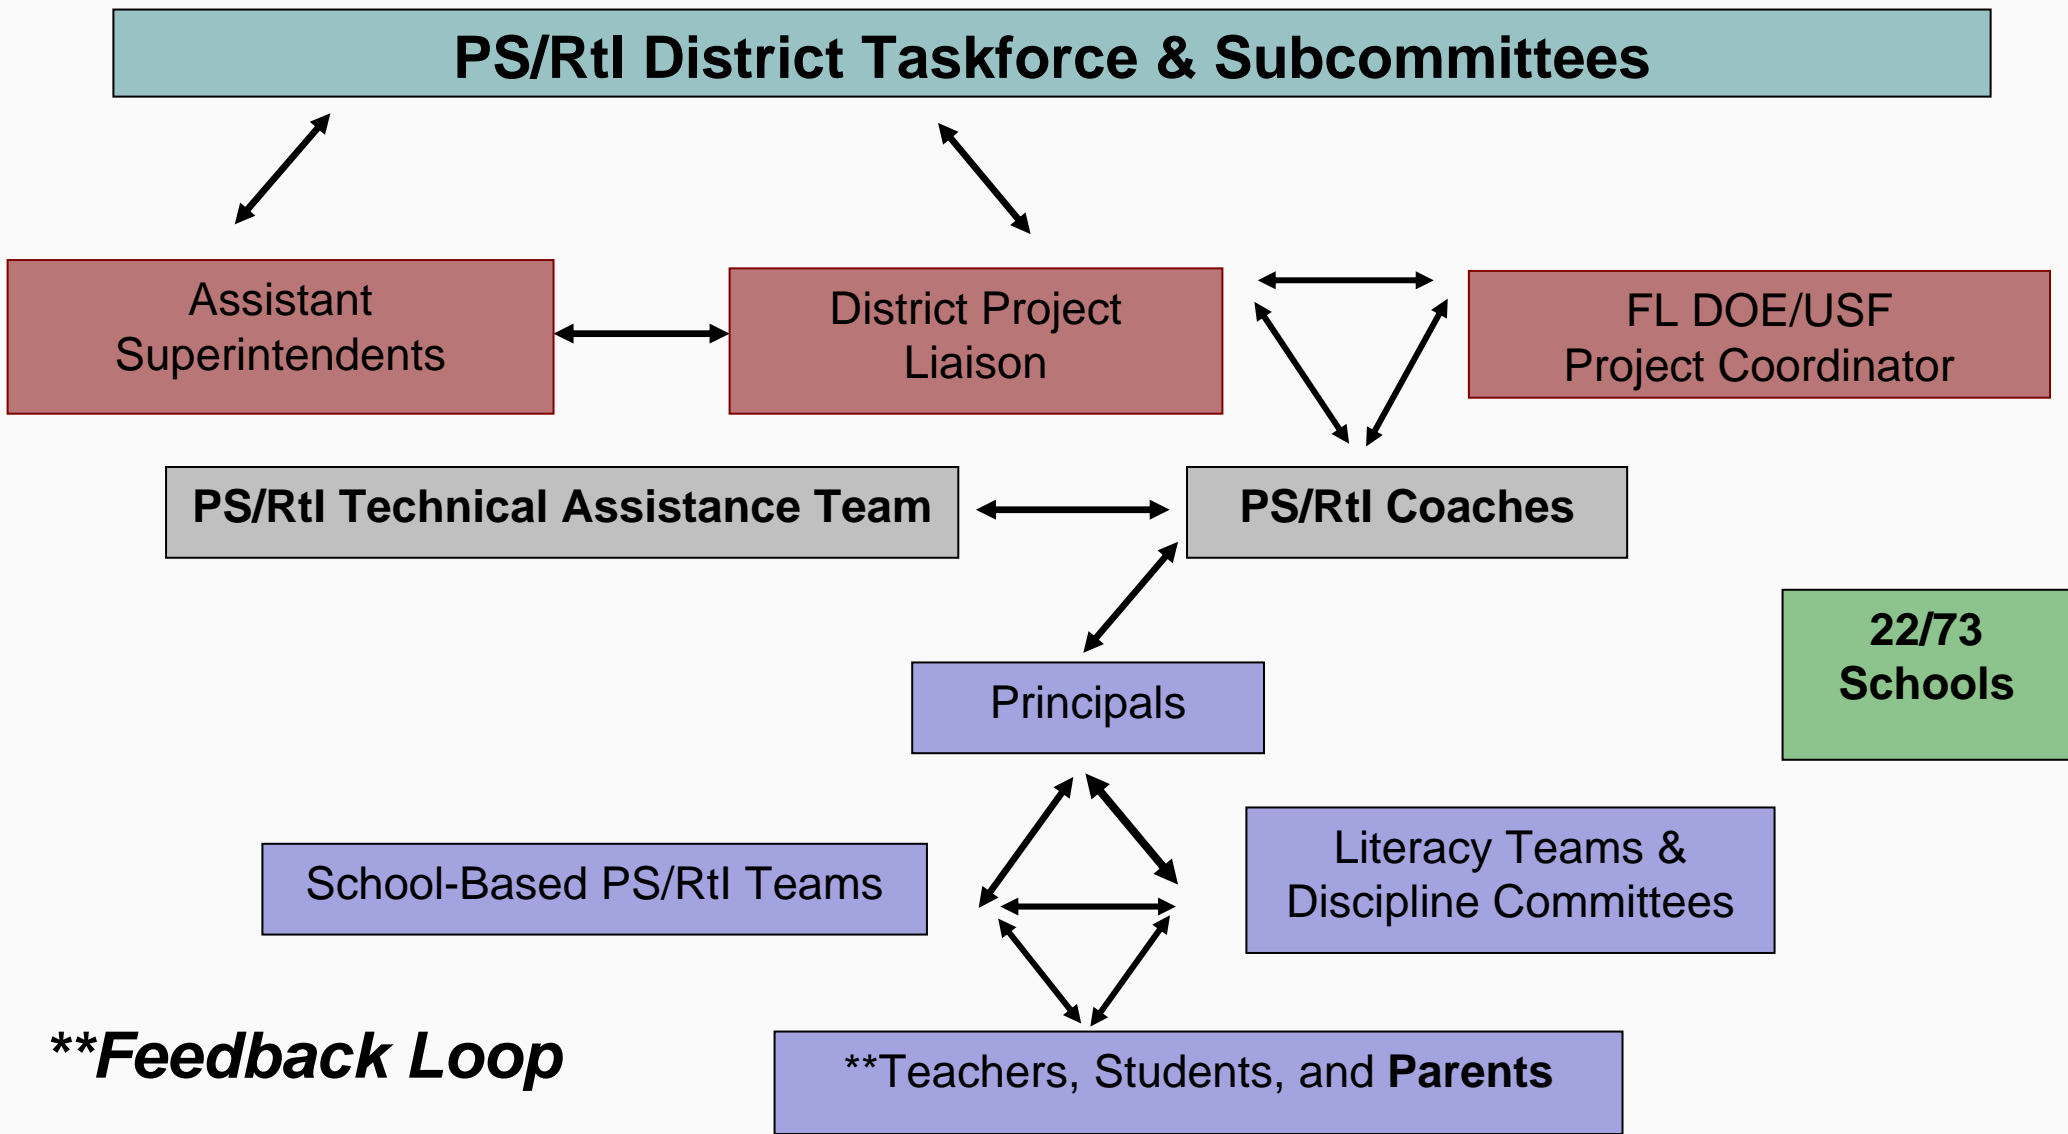 PS/RtI District Taskforce & Subcommittees
Assistant
Superintendents
District Project
Liaison
FL DOE/USF
Project Coordinator
PS/RtI Technical Assistance Team
PS/RtI Coaches
22/73
Schools
Principals
School-Based PS/RtI Teams
Literacy Teams &
Discipline Committees
**Feedback Loop
**Teachers, Students, and Parents